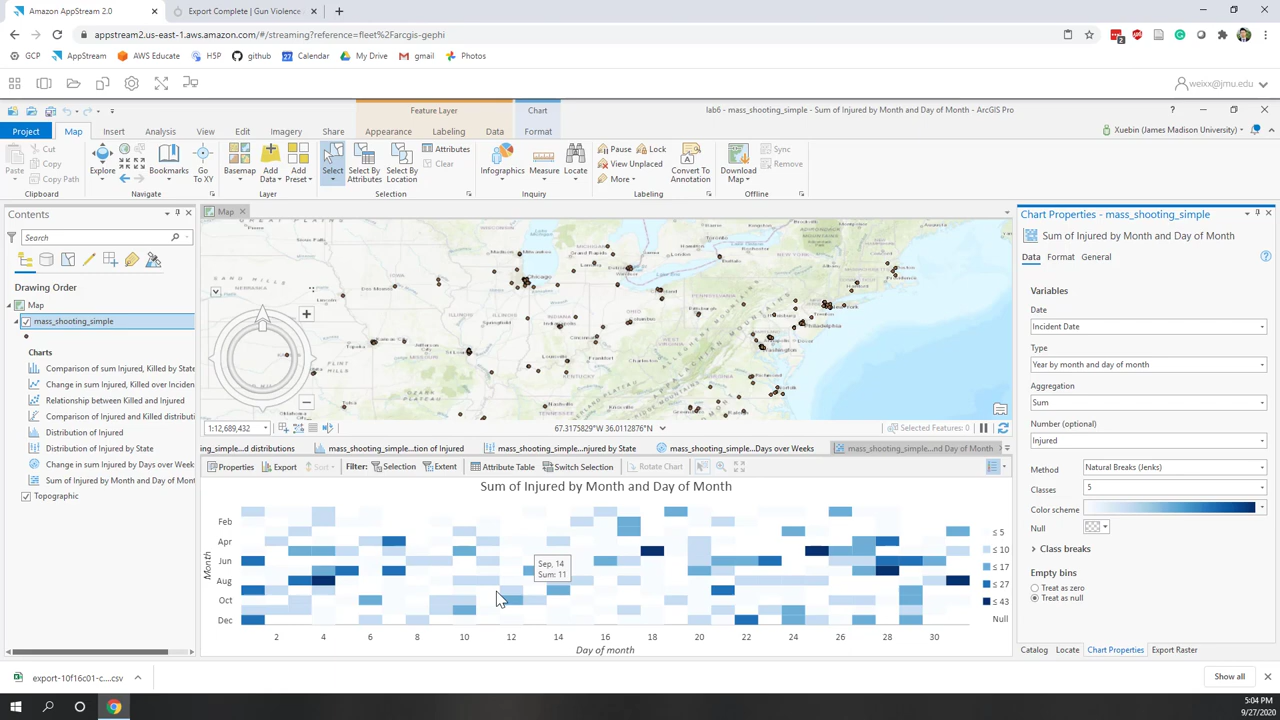 Amazon AppStream 2.0
Export Complete | Gun Violence
appstream2.us-east-1.aws.amazon.com/#/streaming?reference=fleet%2Farcgis-gephi
GCP AppStream AWS Educate H5P github Calendar My Drive gmail Photos
weixx@jmu.edu
Feature Layer Chart lab6 - mass_shooting_simple - Sum of Injured by Month and Day of Month - ArcGIS Pro
Project Map Insert Analysis View Edit Imagery Share Appearance Labeling Data Format Xuebin (James Madison University)
Cut
Copy
Copy Path
Paste
Explore
Bookmarks
Go To XY
Basemap
Add Data
Add Preset
Select
Select By Attributes
Select By Location
Attributes
Clear
Infographics
Measure
Locate
Pause Lock
View Unplaced
More
Convert To Annotation
Download Map
Sync
Remove
Clipboard Navigate Layer Selection Inquiry Labeling Offline
Contents
Search
Drawing Order
Map
mass_shooting_simple
Charts
Comparison of sum Injured, Killed by State
Change in sum Injured, Killed over Inciden
Relationship between Killed and Injured
Comparison of Injured and Killed distributi
Distribution of Injured
Distribution of Injured by State
Change in sum Injured by Days over Weeks
Sum of Injured by Month and Day of Mont
Topographic
Map
1:12,689,432
67.3175829°W 36.0112876°N
Selected Features: 0
ing_simple...d distributions mass_shooting_simple...tion of Injured mass_shooting_simple...njured by State mass_shooting_simple...Days over Weeks mass_shooting_simple...nd Day of Month
Properties Export Sort Filter: Selection Extent Attribute Table Switch Selection Rotate Chart
Sum of Injured by Month and Day of Month
Month
Feb
Apr
Jun
Aug
Oct
Dec
Sep, 14
Sum: 11
≤ 5
≤ 10
≤ 17
≤ 27
≤ 43
Null
2 4 6 8 10 12 14 16 18 20 22 24 26 28 30
Day of month
Chart Properties - mass_shooting_simple
Sum of Injured by Month and Day of Month
Data Format General
Variables
Date
Incident Date
Type
Year by month and day of month
Aggregation
Sum
Number (optional)
Injured
Method Natural Breaks (Jenks)
Classes 5
Color scheme
Null
Class breaks
Empty bins
Treat as zero
Treat as null
Catalog Locate Chart Properties Export Raster
export-10f16c01-c....csv
Show all
5:04 PM
9/27/2020